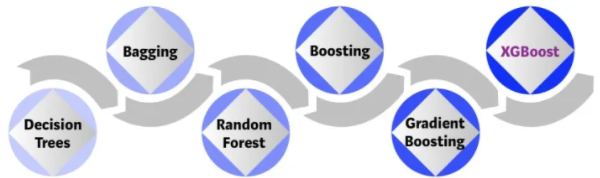 Decision
Trees
Bagging
Random
Forest
Boosting
Gradient
Boosting
XGBoost